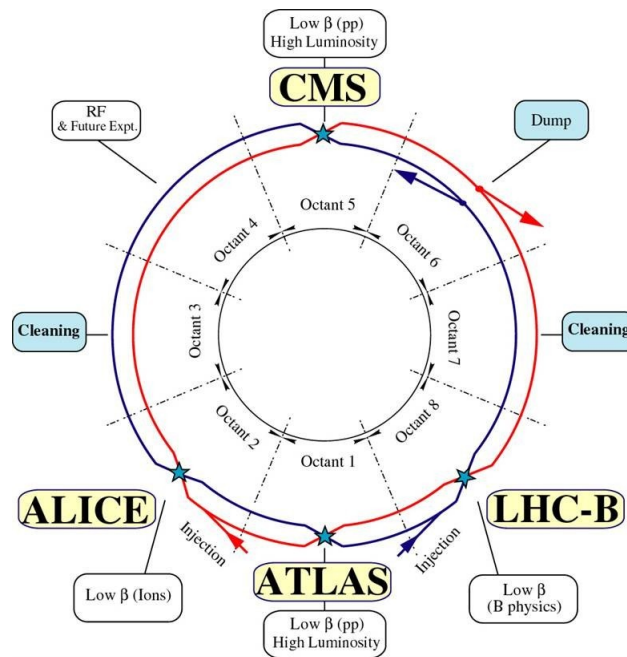 Low β (pp)
High Luminosity
CMS
RF
& Future Expt.
Dump
Octant 5
Octant 4
Octant 6
Cleaning
Octant 3
Octant 7
Cleaning
Octant 2
Octant 8
Octant 1
ALICE
LHC-B
Injection
Injection
ATLAS
Low β (Ions)
Low β
(B physics)
Low β (pp)
High Luminosity